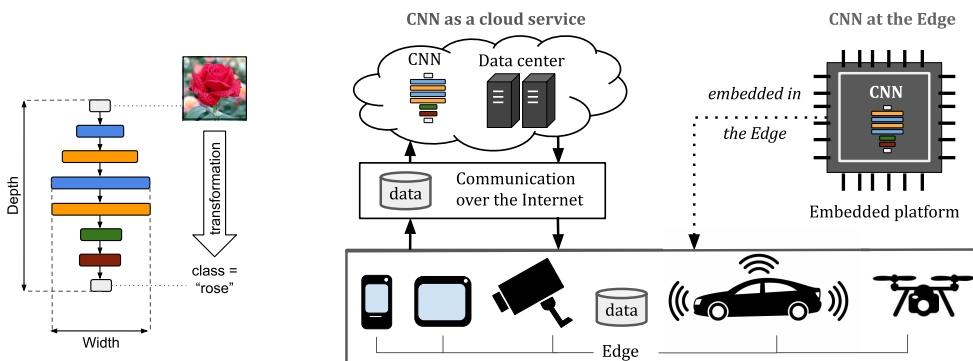 Depth
Width
transformation
class =
“rose”
CNN as a cloud service
CNN
Data center
data
Communication
over the Internet
CNN at the Edge
embedded in
the Edge
CNN
Embedded platform
data
Edge